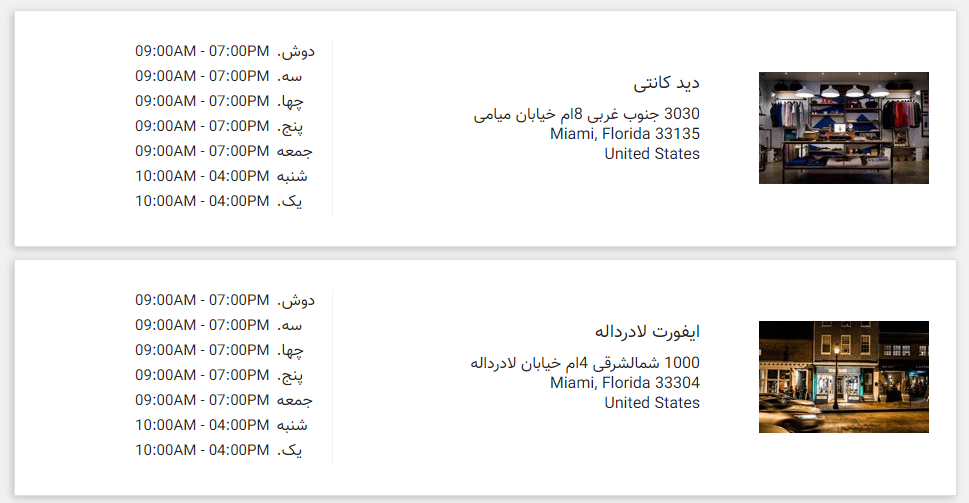 دید کانتی
3030 جنوب غربی 8ام خیابان میامی
Miami, Florida 33135
United States
دوش. 09:00AM - 07:00PM
سه. 09:00AM - 07:00PM
چها. 09:00AM - 07:00PM
پنج. 09:00AM - 07:00PM
جمعه 09:00AM - 07:00PM
شنبه 10:00AM - 04:00PM
یک. 10:00AM - 04:00PM
ایفورت لادرداله
1000 شمالشرقی 4ام خیابان لادرداله
Miami, Florida 33304
United States
دوش. 09:00AM - 07:00PM
سه. 09:00AM - 07:00PM
چها. 09:00AM - 07:00PM
پنج. 09:00AM - 07:00PM
جمعه 09:00AM - 07:00PM
شنبه 10:00AM - 04:00PM
یک. 10:00AM - 04:00PM